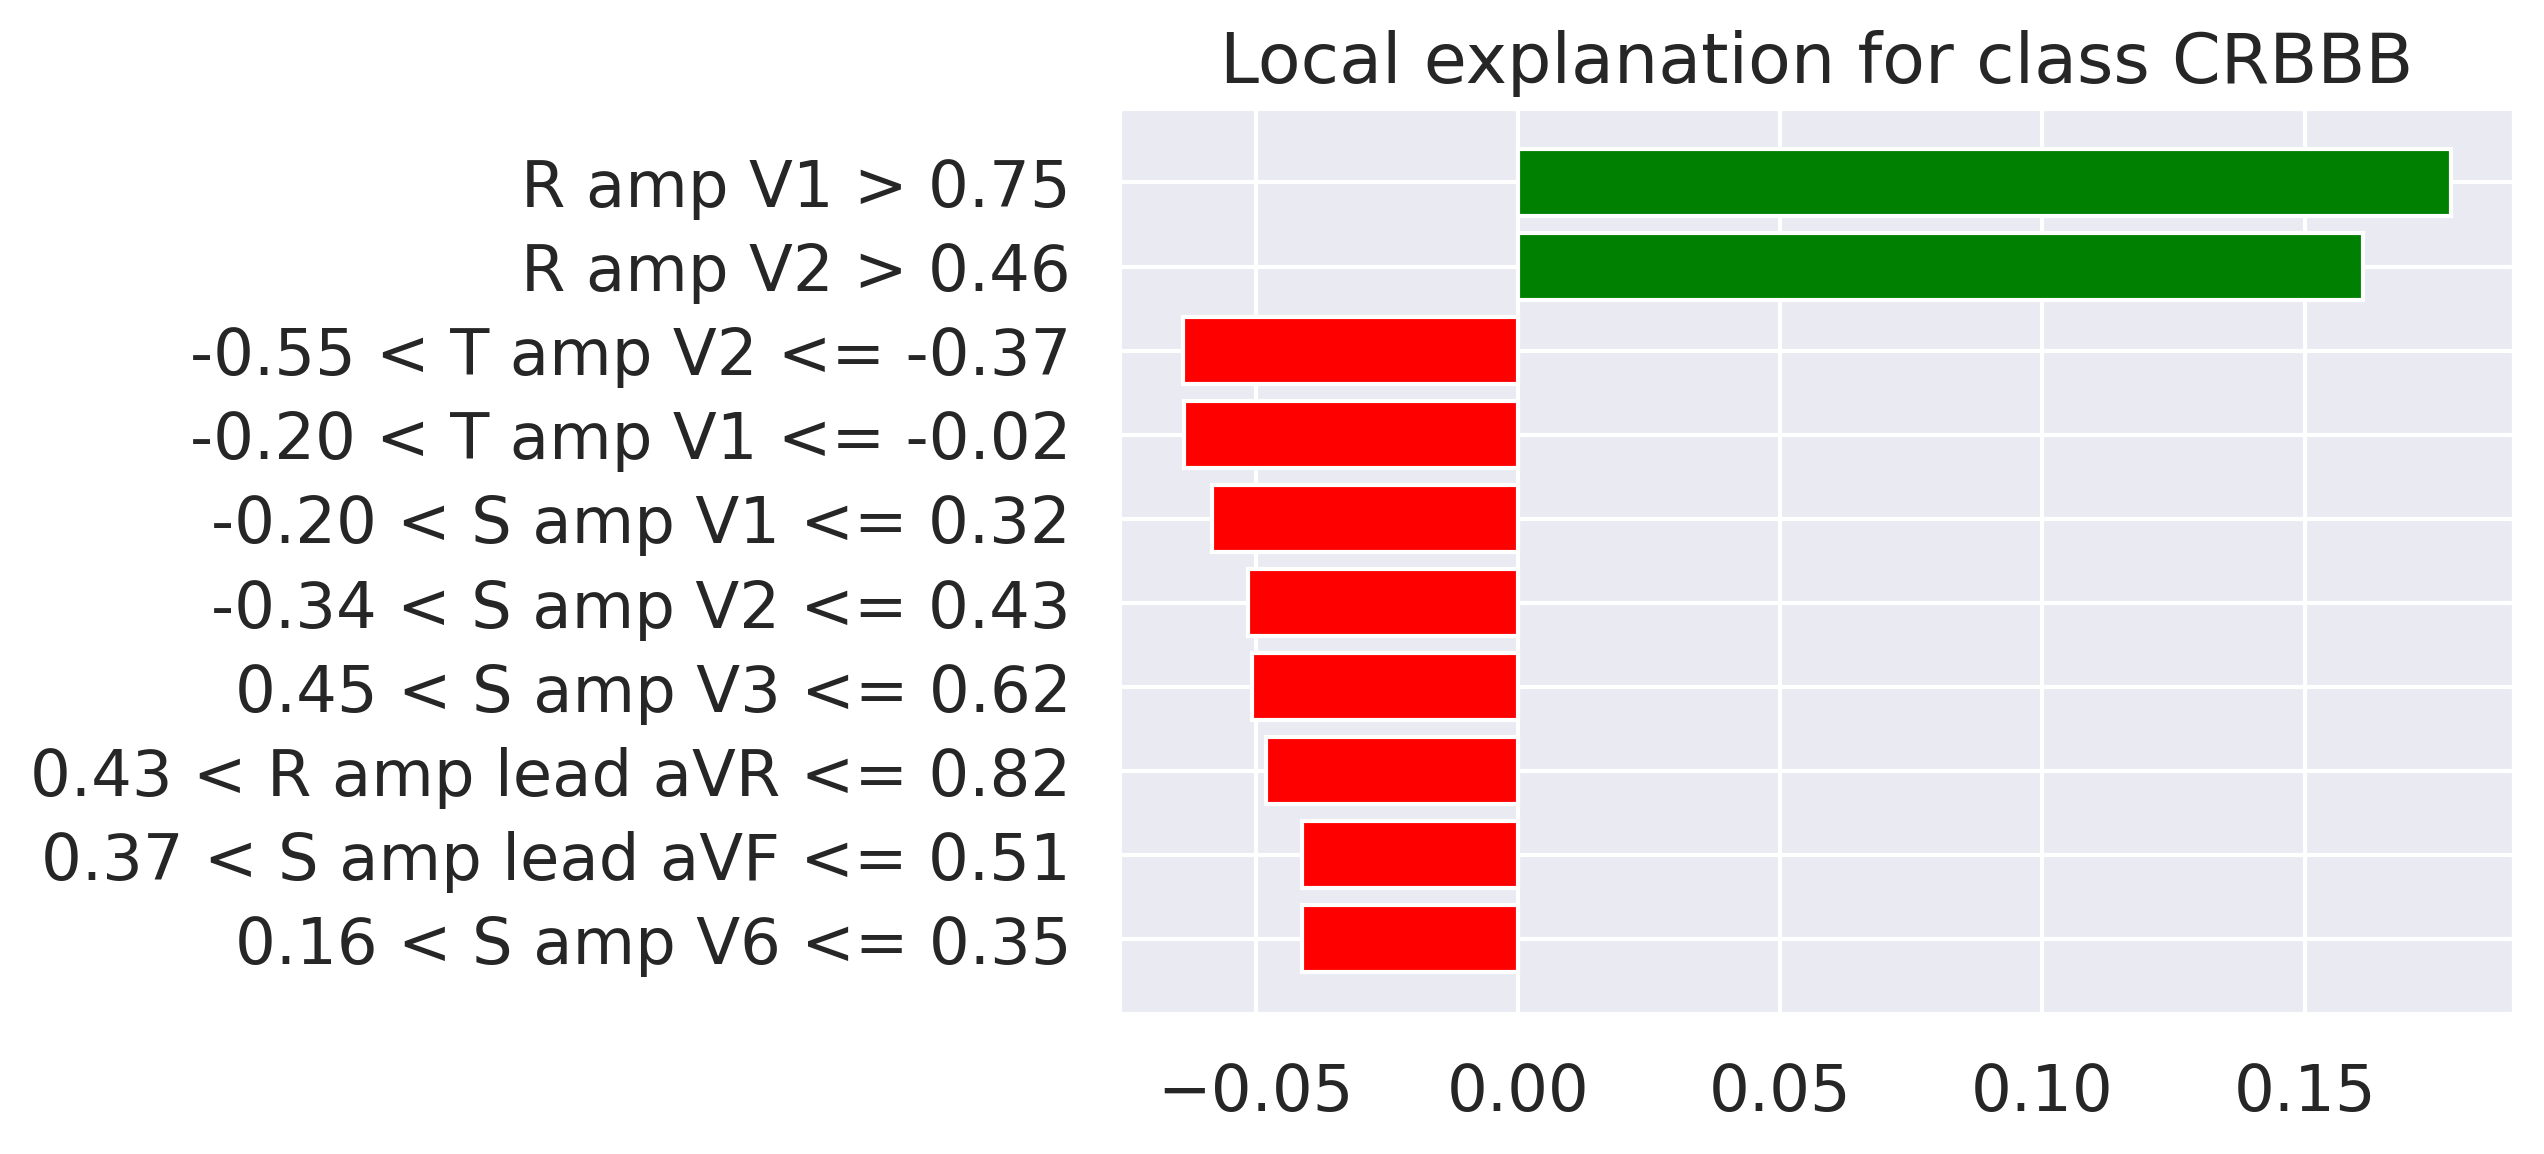 Local explanation for class CRBBB
R amp V1 > 0.75
R amp V2 > 0.46
-0.55 < T amp V2 <= -0.37
-0.20 < T amp V1 <= -0.02
-0.20 < S amp V1 <= 0.32
-0.34 < S amp V2 <= 0.43
0.45 < S amp V3 <= 0.62
0.43 < R amp lead aVR <= 0.82
0.37 < S amp lead aVF <= 0.51
0.16 < S amp V6 <= 0.35
−0.05 0.00 0.05 0.10 0.15